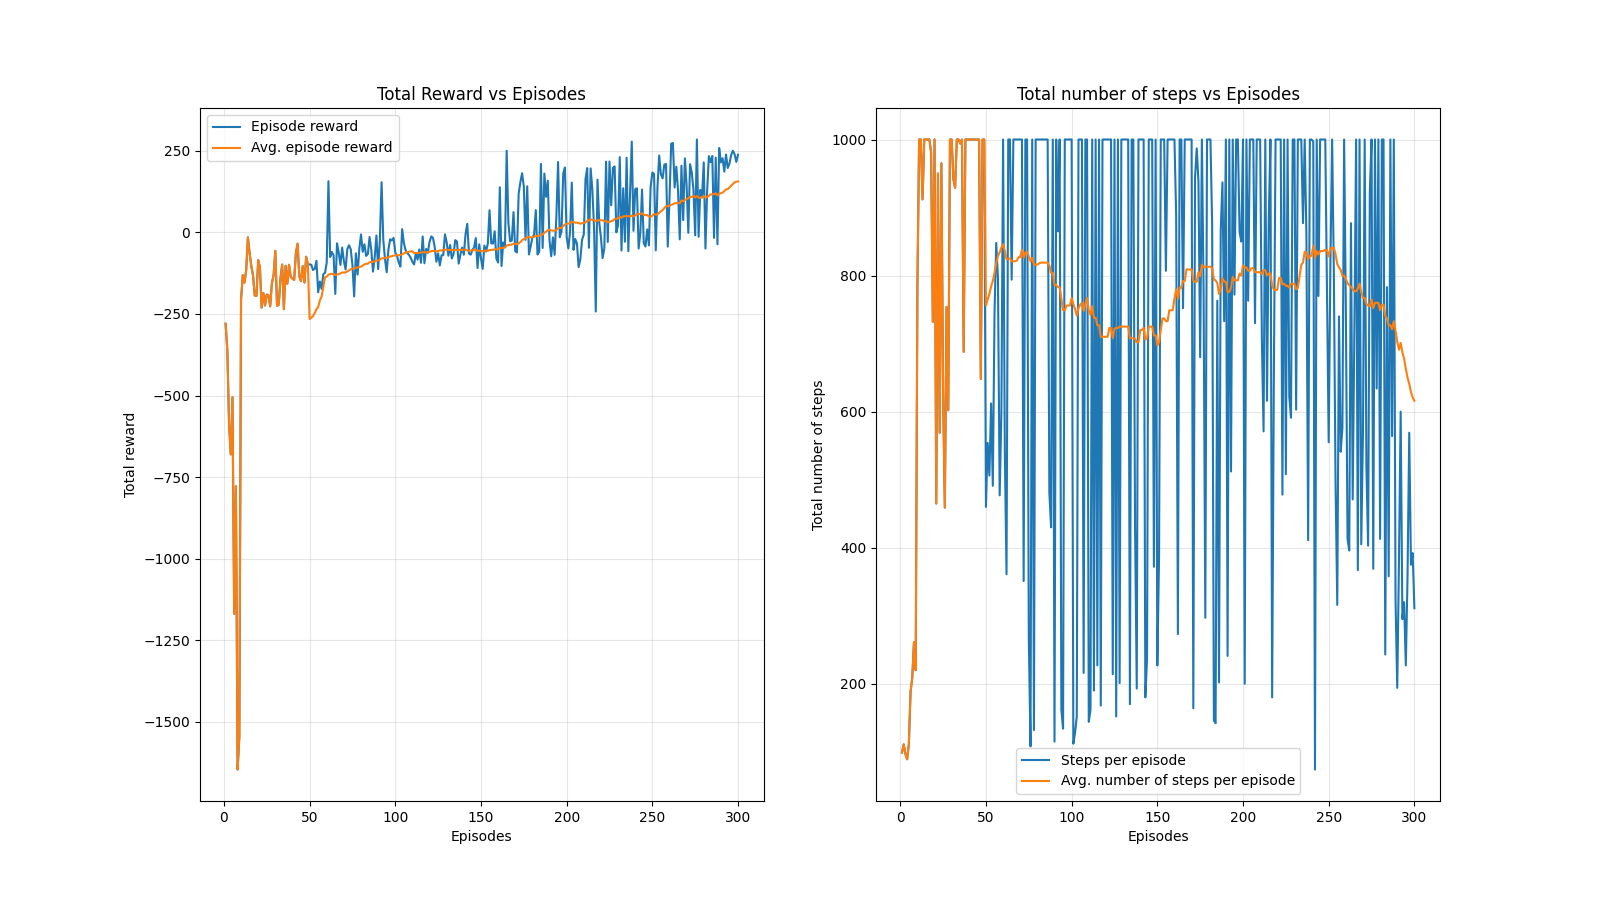 Total Reward vs Episodes
Episode reward
Avg. episode reward
250
0
−250
−500
−750
−1000
−1250
−1500
Total reward
0 50 100 150 200 250 300
Episodes
Total number of steps vs Episodes
1000
800
600
400
200
Total number of steps
Steps per episode
Avg. number of steps per episode
0 50 100 150 200 250 300
Episodes